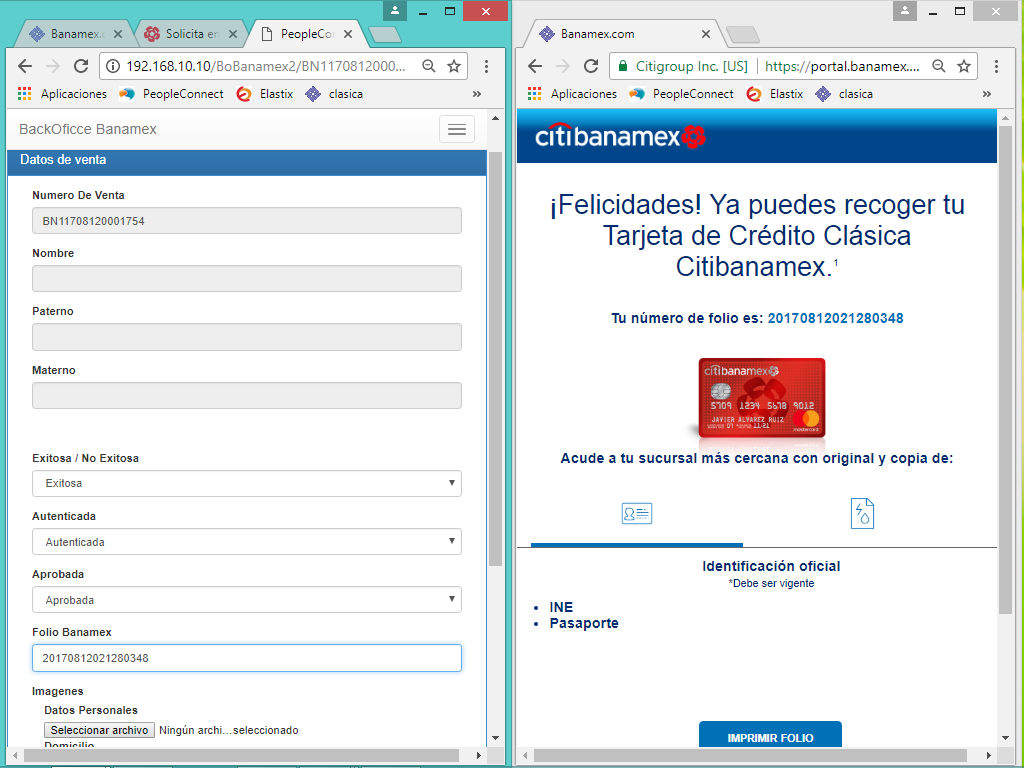 Banamex.c
Solicita en
PeopleCo
192.168.10.10/BoBanamex2/BN1170812000...
Aplicaciones
PeopleConnect
Elastix
clasica
»
BackOficce Banamex
Datos de venta
Numero De Venta
BN11708120001754
Nombre
Paterno
Materno
Exitosa / No Exitosa
Exitosa
Autenticada
Autenticada
Aprobada
Aprobada
Folio Banamex
20170812021280348
Imagenes
Datos Personales
Seleccionar archivo Ningún archi...seleccionado
Domicilio
Banamex.com
Citigroup Inc. [US] | https://portal.banamex....
Aplicaciones
PeopleConnect
Elastix
clasica
»
citibanamex
¡Felicidades! Ya puedes recoger tu
Tarjeta de Crédito Clásica
Citibanamex.1
Tu número de folio es: 20170812021280348
citibanamex
5709 1234 5678 9012
JAVIER ALVAREZ RUIZ
mastercard
Acude a tu sucursal más cercana con original y copia de:
Identificación oficial
*Debe ser vigente
• INE
• Pasaporte
IMPRIMIR FOLIO